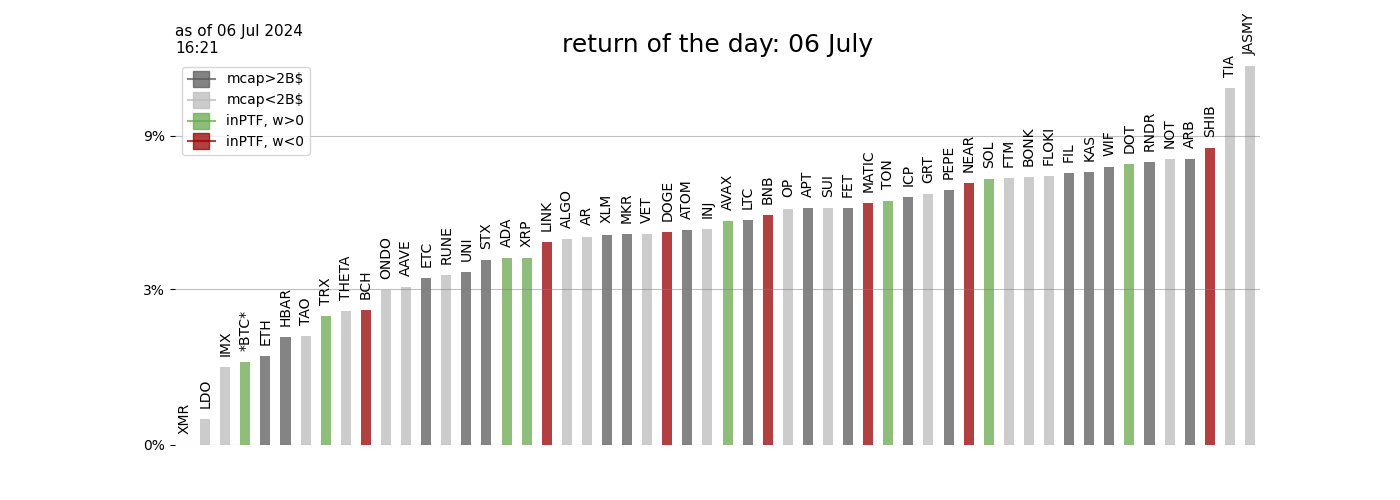 as of 06 Jul 2024
16:21
return of the day: 06 July
mcap>2B$
mcap<2B$
inPTF, w>0
inPTF, w<0
9%
3%
0%
XMR
LDO
IMX
*BTC*
ETH
HBAR
TAO
TRX
THETA
BCH
ONDO
AAVE
ETC
RUNE
UNI
STX
ADA
XRP
LINK
ALGO
AR
XLM
MKR
VET
DOGE
ATOM
INJ
AVAX
LTC
BNB
OP
APT
SUI
FET
MATIC
TON
ICP
GRT
PEPE
NEAR
SOL
FTM
BONK
FLOKI
FIL
KAS
WIF
DOT
RNDR
NOT
ARB
SHIB
TIA
JASMY